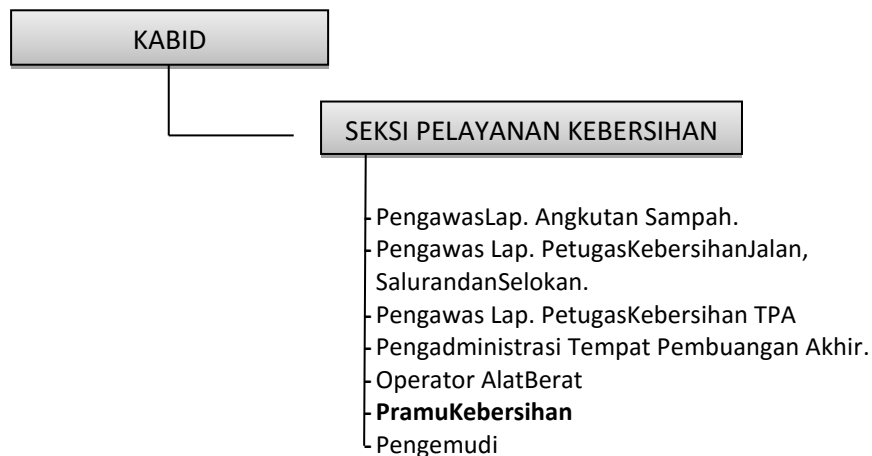 KABID
SEKSI PELAYANAN KEBERSIHAN
- PengawasLap. Angkutan Sampah.
- Pengawas Lap. PetugasKebersihanJalan,
SalurandanSelokan.
- Pengawas Lap. PetugasKebersihan TPA
- Pengadministrasi Tempat Pembuangan Akhir.
- Operator AlatBerat
- PramuKebersihan
- Pengemudi